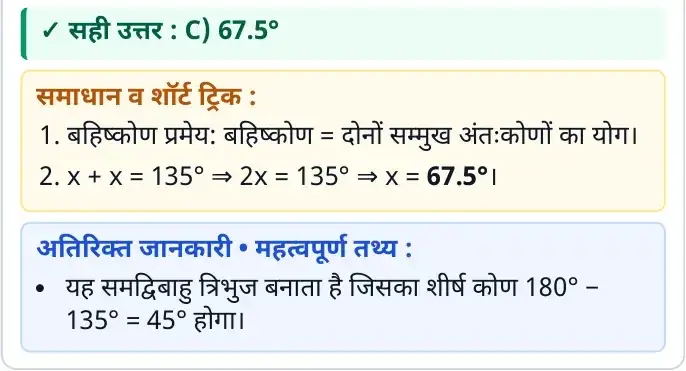 ✓ सही उत्तर : C) 67.5°
समाधान व शॉर्ट ट्रिक :
1. बहिष्कोण प्रमेय: बहिष्कोण = दोनों सम्मुख अंतःकोणों का योग।
2. x + x = 135° ⇒ 2x = 135° ⇒ x = 67.5°।
अतिरिक्त जानकारी • महत्वपूर्ण तथ्य :
• यह समद्विबाहु त्रिभुज बनाता है जिसका शीर्ष कोण 180° −
135° = 45° होगा।